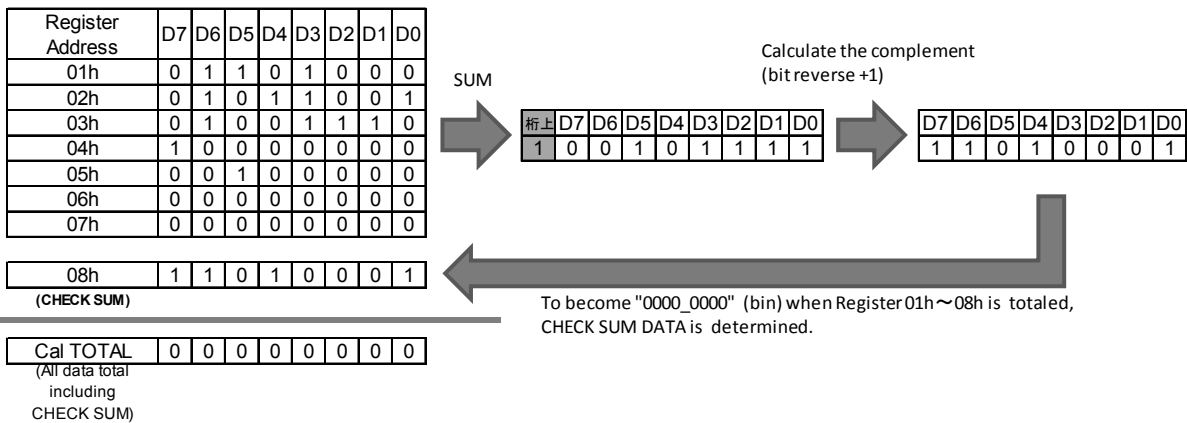 Register Address D7 D6 D5 D4 D3 D2 D1 D0
01h 0 1 1 0 1 0 0 0
02h 0 1 0 1 1 0 0 1
03h 0 1 0 0 1 1 1 0
04h 1 0 0 0 0 0 0 0
05h 0 0 1 0 0 0 0 0
06h 0 0 0 0 0 0 0 0
07h 0 0 0 0 0 0 0 0
SUM
桁上 D7 D6 D5 D4 D3 D2 D1 D0
1 0 0 1 0 1 1 1 1
Calculate the complement
(bit reverse +1)
D7 D6 D5 D4 D3 D2 D1 D0
1 1 0 1 0 0 0 1
08h 1 1 0 1 0 0 0 1
(CHECK SUM)
To become "0000_0000" (bin) when Register 01h～08h is totaled,
CHECK SUM DATA is determined.
Cal TOTAL 0 0 0 0 0 0 0 0
(All data total
including
CHECK SUM)